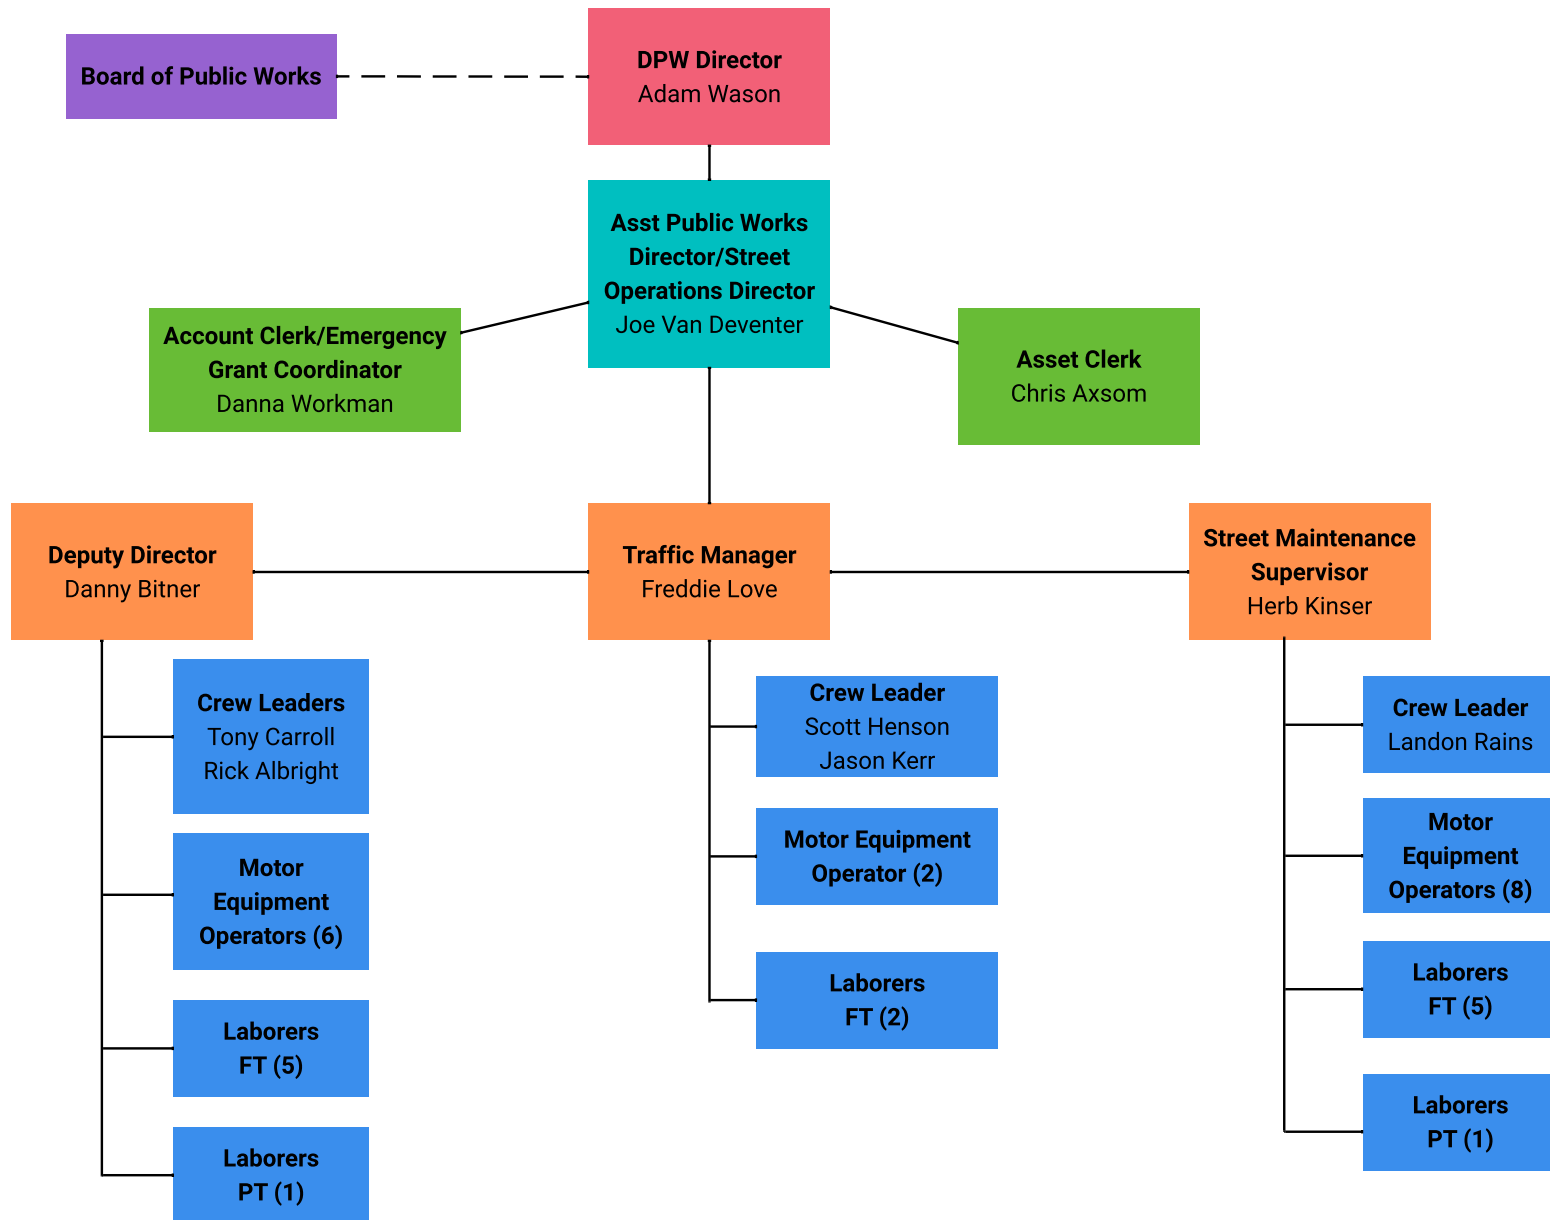 Board of Public Works
DPW Director
Adam Wason
Asst Public Works
Director/Street
Operations Director
Joe Van Deventer
Account Clerk/Emergency
Grant Coordinator
Danna Workman
Asset Clerk
Chris Axsom
Deputy Director
Danny Bitner
Traffic Manager
Freddie Love
Street Maintenance
Supervisor
Herb Kinser
Crew Leaders
Tony Carroll
Rick Albright
Motor
Equipment
Operators (6)
Laborers
FT (5)
Laborers
PT (1)
Crew Leader
Scott Henson
Jason Kerr
Motor Equipment
Operator (2)
Laborers
FT (2)
Crew Leader
Landon Rains
Motor
Equipment
Operators (8)
Laborers
FT (5)
Laborers
PT (1)